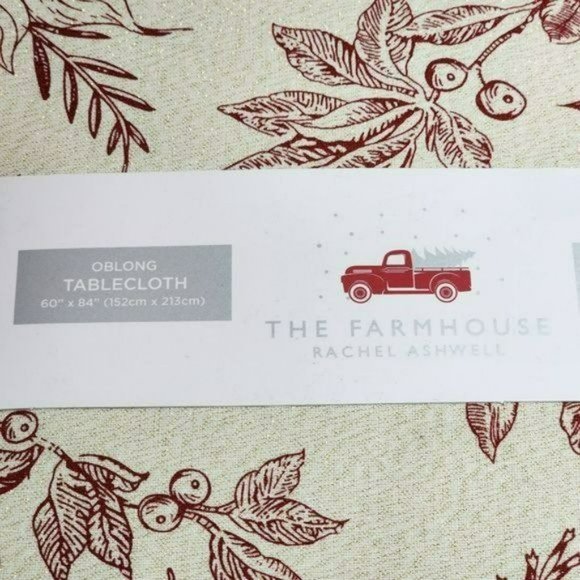 OBLONG
TABLECLOTH
60" x 84" (152cm x 213cm)
THE FARMHOUSE
RACHEL ASHWELL